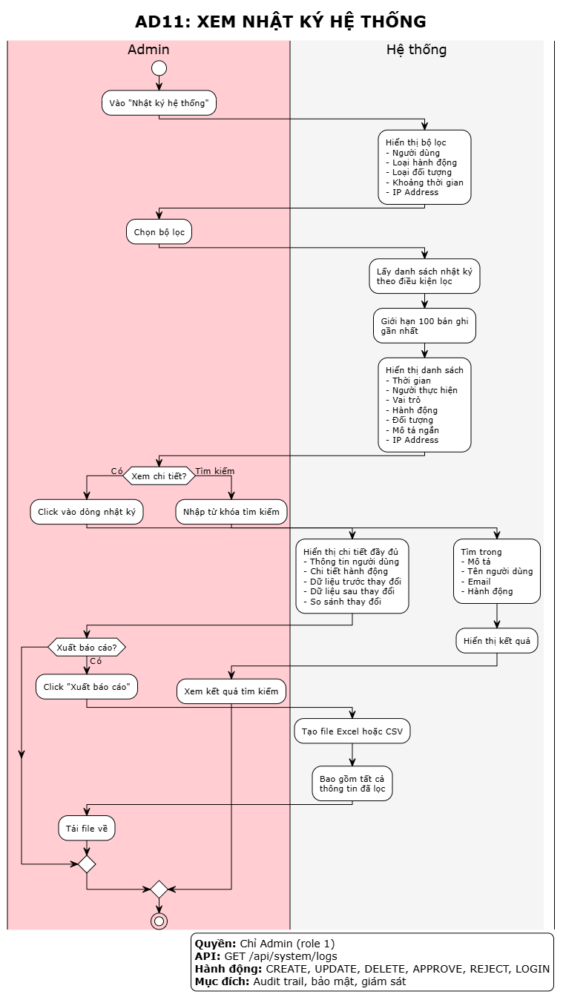 AD11: XEM NHẬT KÝ HỆ THỐNG
Admin
Hệ thống
Vào "Nhật ký hệ thống"
Hiển thị bộ lọc
- Người dùng
- Loại hành động
- Loại đối tượng
- Khoảng thời gian
- IP Address
Chọn bộ lọc
Lấy danh sách nhật ký
theo điều kiện lọc
Giới hạn 100 bản ghi
gần nhất
Hiển thị danh sách
- Thời gian
- Người thực hiện
- Vai trò
- Hành động
- Đối tượng
- Mô tả ngắn
- IP Address
Có
Xem chi tiết?
Tìm kiếm
Click vào dòng nhật ký
Nhập từ khóa tìm kiếm
Hiển thị chi tiết đầy đủ
- Thông tin người dùng
- Chi tiết hành động
- Dữ liệu trước thay đổi
- Dữ liệu sau thay đổi
- So sánh thay đổi
Tìm trong
- Mô tả
- Tên người dùng
- Email
- Hành động
Xuất báo cáo?
Có
Hiển thị kết quả
Click "Xuất báo cáo"
Xem kết quả tìm kiếm
Tạo file Excel hoặc CSV
Bao gồm tất cả
thông tin đã lọc
Tải file về
Quyền: Chỉ Admin (role 1)
API: GET /api/system/logs
Hành động: CREATE, UPDATE, DELETE, APPROVE, REJECT, LOGIN
Mục đích: Audit trail, bảo mật, giám sát